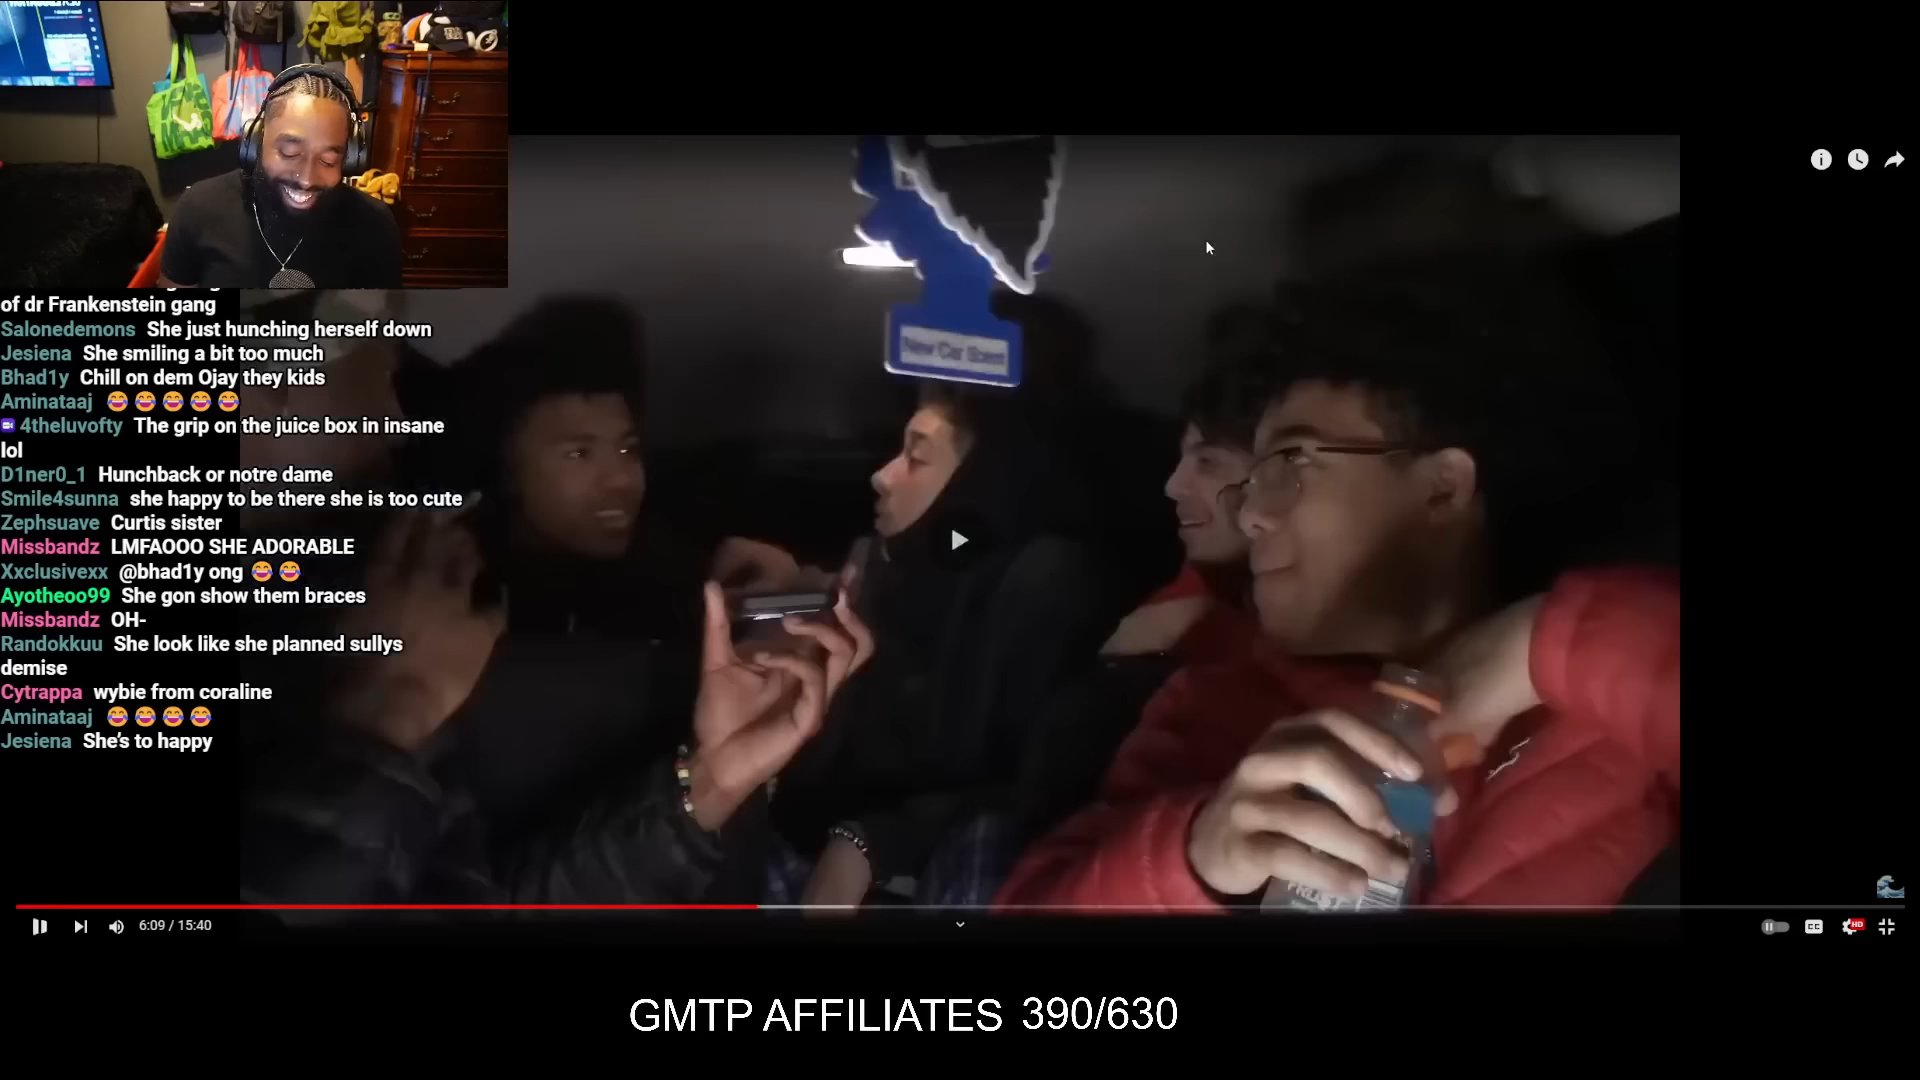 of dr Frankenstein gang
Salonedemons She just hunching herself down
Jesiena She smiling a bit too much
Bhad1y Chill on dem Ojay they kids
Aminataaj 😂 😂 😂 😂 😂
4theluvofty The grip on the juice box in insane
lol
D1ner0_1 Hunchback or notre dame
Smile4sunna she happy to be there she is too cute
Zephsuave Curtis sister
Missbandz LMFAOOO SHE ADORABLE
Xxclusivexx @bhad1y ong 😂 😂
Ayotheoo99 She gon show them braces
Missbandz OH-
Randokkuu She look like she planned sullys
demise
Cytrappa wybie from coraline
Aminataaj 😂 😂 😂 😂
Jesiena She's to happy
New Car Scent
6:09 / 15:40
CC
HD
GMTP AFFILIATES 390/630